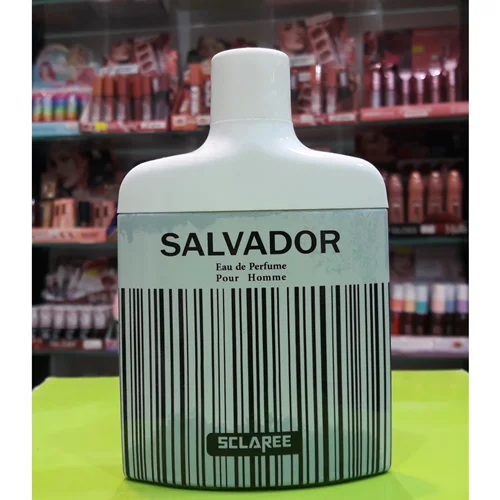 SALVADOR
Eau de Perfume
Pour Homme
SCLAREE